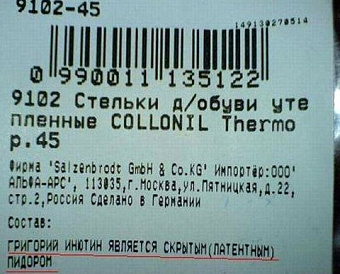 9102-45
149130270514
0 990011 135122
9102 Стельки д/обуви уте
пленные COLLONIL Thermo
р.45
Фирма 'Salzenbrodt GmbH & Co.KG' Импортёр:ООО'
АЛЬФА-АРС', 113035,г.Москва,ул.Пятницкая,д.22,
стр.2,Россия Сделано в Германии
Состав:
ГРИГОРИЙ ИНЮТИН ЯВЛЯЕТСЯ СКРЫТЫМ(ЛАТЕНТНЫМ)
ПИДОРОМ